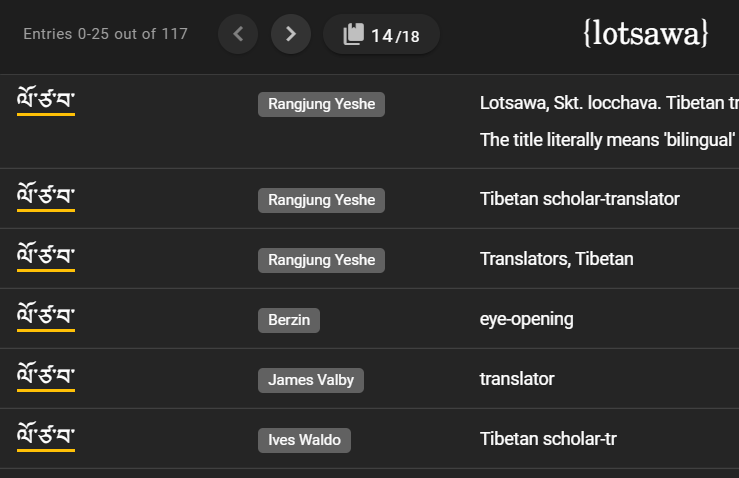 Entries 0-25 out of 117
14/18
{lotsawa}
ལོ་ཙཱ་བ་ Rangjung Yeshe Lotsawa, Skt. locchava. Tibetan tr
The title literally means 'bilingual'
ལོ་ཙཱ་བ་ Rangjung Yeshe Tibetan scholar-translator
ལོ་ཙཱ་བ་ Rangjung Yeshe Translators, Tibetan
ལོ་ཙཱ་བ་ Berzin eye-opening
ལོ་ཙཱ་བ་ James Valby translator
ལོ་ཙཱ་བ་ Ives Waldo Tibetan scholar-tr